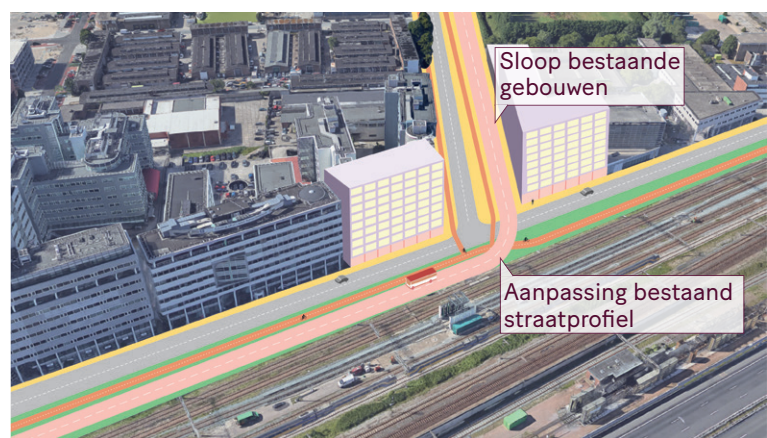 Sloop bestaande
gebouwen
Aanpassing bestaand
straatprofiel